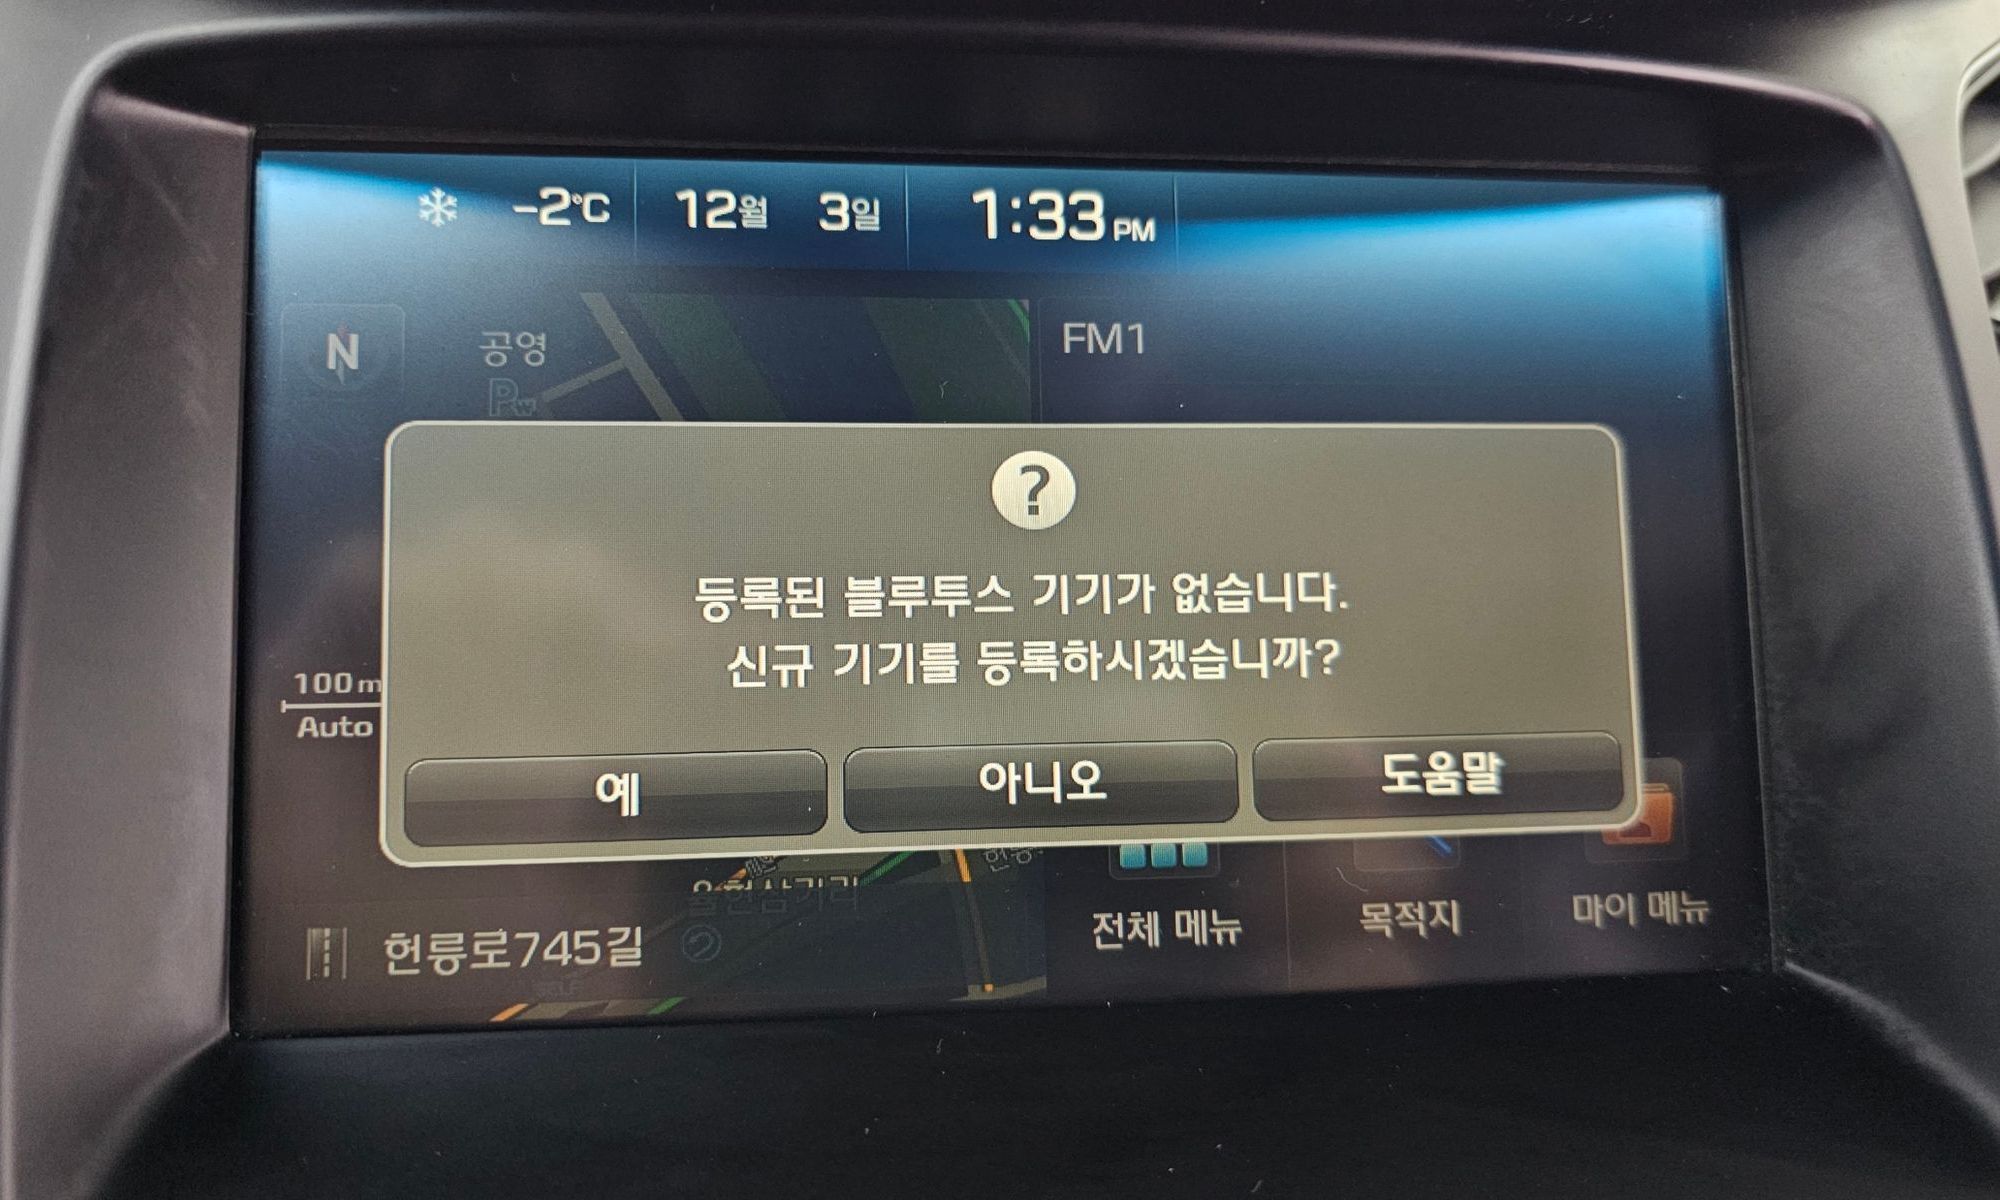 -2°C 12월 3일 1:33 PM
N
공영
P₩
FM1
?
등록된 블루투스 기기가 없습니다.
신규 기기를 등록하시겠습니까?
100 m
Auto
예 아니오 도움말
헌릉로745길
전체 메뉴 목적지 마이 메뉴